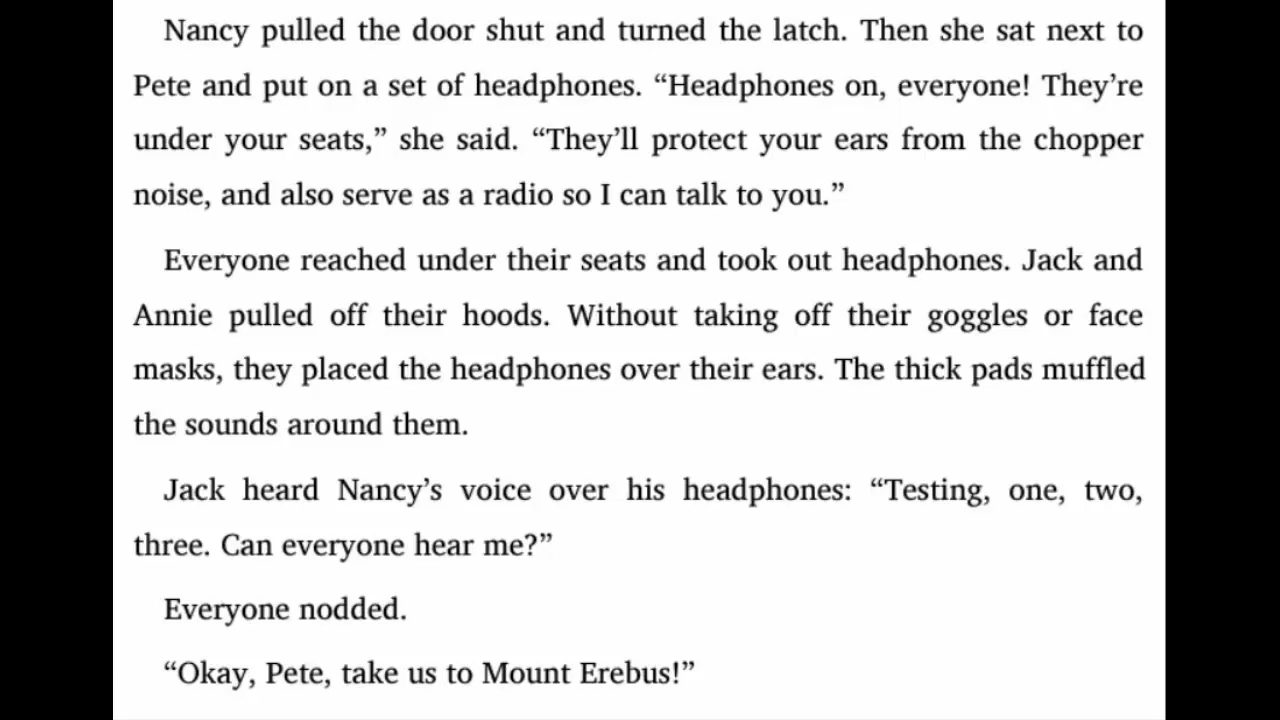 Nancy pulled the door shut and turned the latch. Then she sat next to
Pete and put on a set of headphones. “Headphones on, everyone! They’re
under your seats,” she said. “They’ll protect your ears from the chopper
noise, and also serve as a radio so I can talk to you.”
Everyone reached under their seats and took out headphones. Jack and
Annie pulled off their hoods. Without taking off their goggles or face
masks, they placed the headphones over their ears. The thick pads muffled
the sounds around them.
Jack heard Nancy’s voice over his headphones: “Testing, one, two,
three. Can everyone hear me?”
Everyone nodded.
“Okay, Pete, take us to Mount Erebus!”